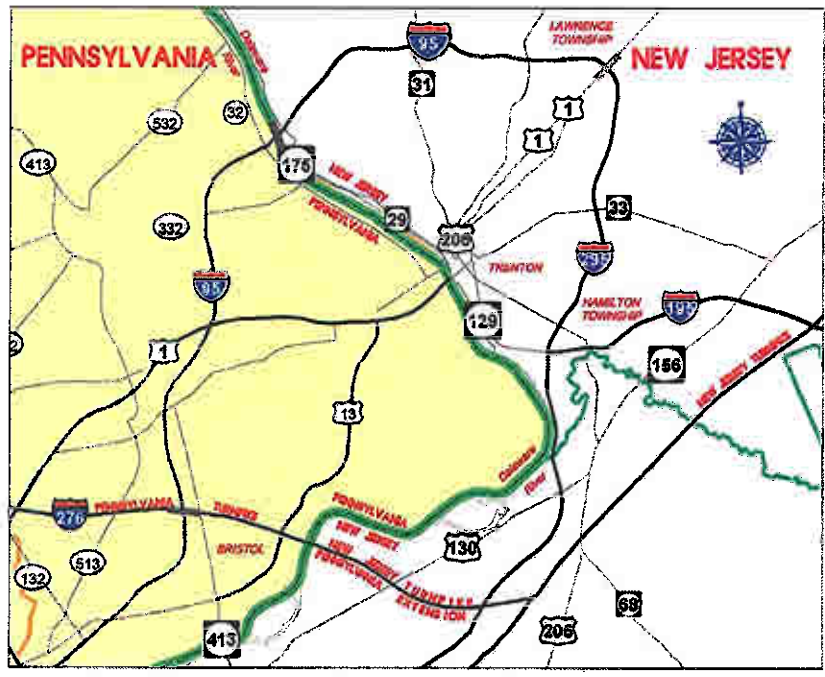 LAWRENCE
TOWNSHIP
PENNSYLVANIA
Delaware
River
95
NEW JERSEY
31
1
1
32
532
413
175
NEW JERSEY
PENNSYLVANIA
29
33
332
206
TRENTON
295
95
HAMILTON
TOWNSHIP
195
129
1
156
NEW JERSEY TURNPIKE
13
Delaware
River
276
PENNSYLVANIA
TURNPIKE
PENNSYLVANIA
NEW JERSEY
BRISTOL
130
NEW JERSEY
PENNSYLVANIA
TURNPIKE
EXTENSION
513
132
413
206
68